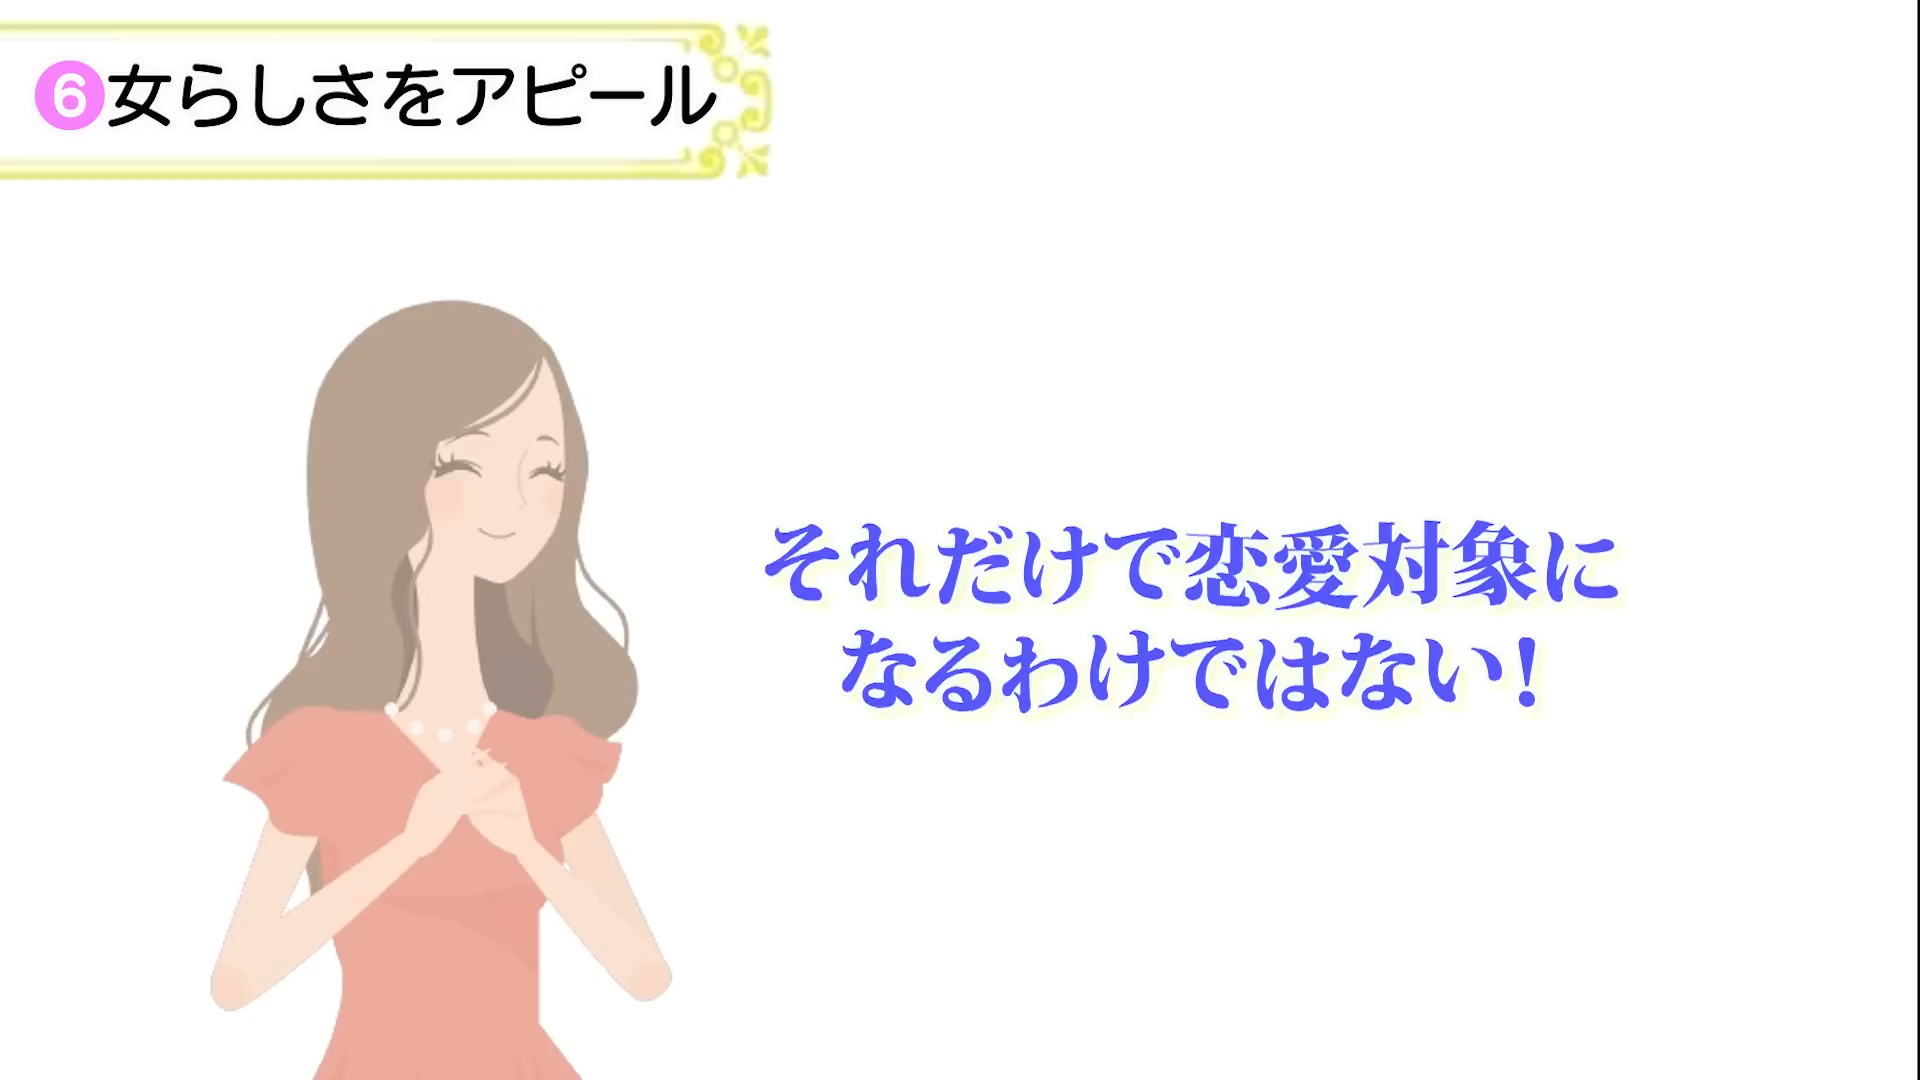 ❻女らしさをアピール
それだけで恋愛対象に
なるわけではない!